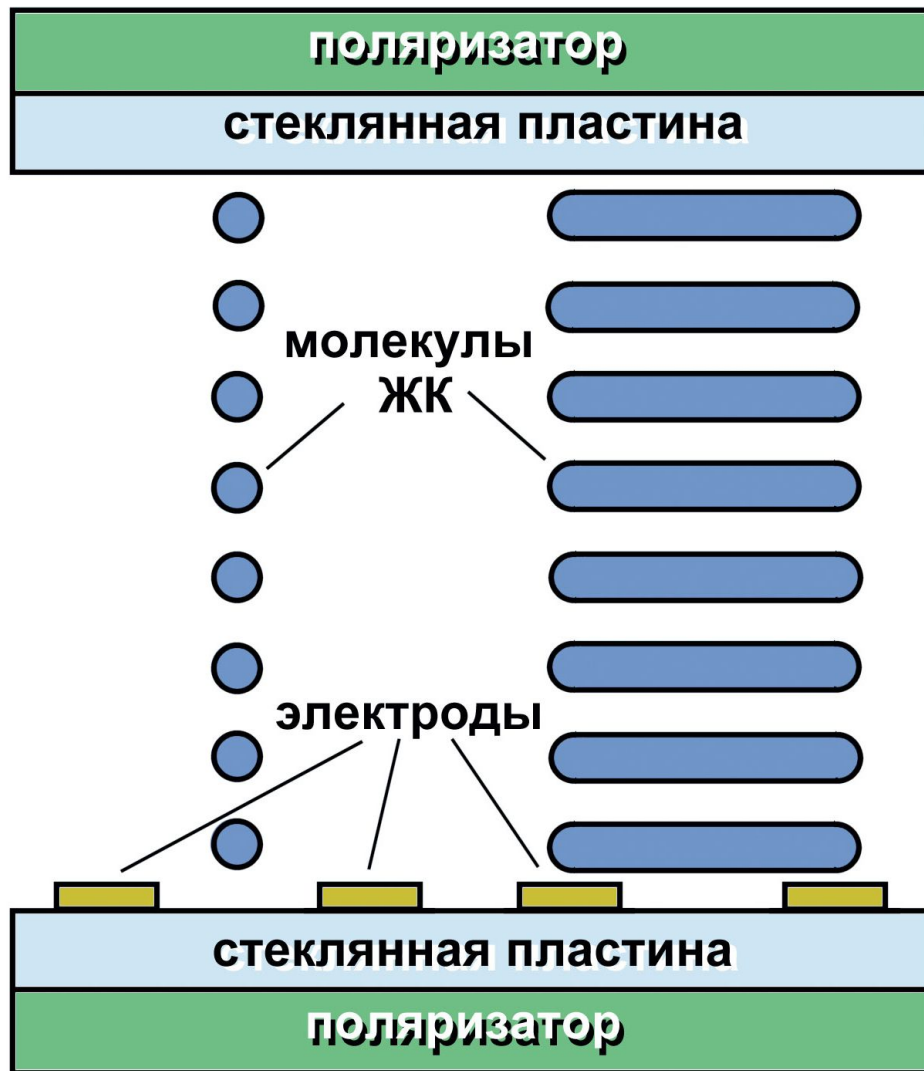 поляризатор
стеклянная пластина
молекулы
ЖК
электроды
стеклянная пластина
поляризатор